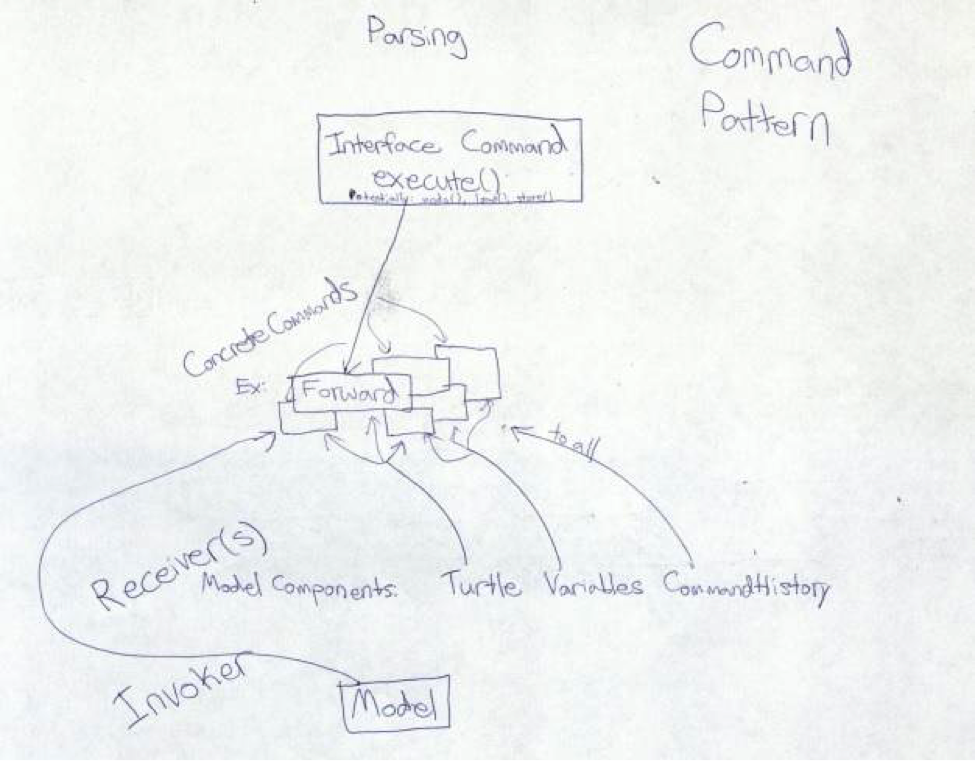 Parsing
Command
Pattern
Interface Command
execute()
Potentially: undo(), store()
Concrete Commands
Ex:
Forward
to all
Receiver(s)
Model Components: Turtle Variables CommandHistory
Invoker
Model